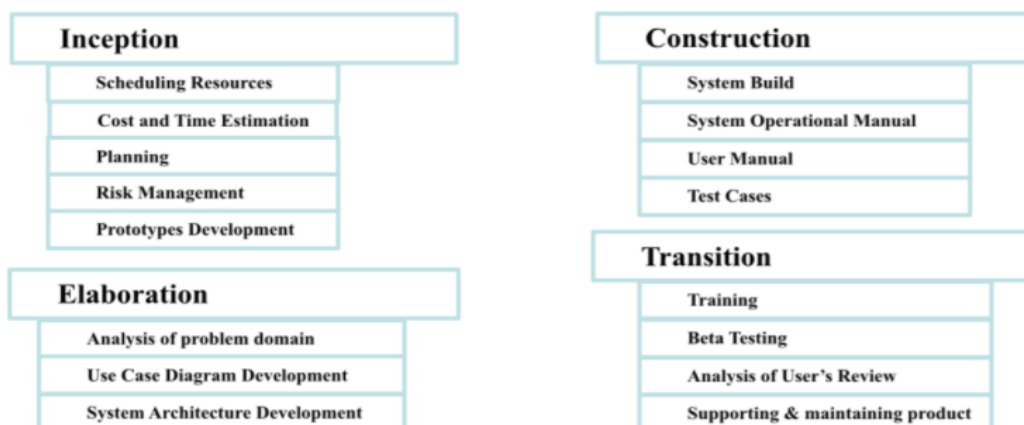 Inception
Scheduling Resources
Cost and Time Estimation
Planning
Risk Management
Prototypes Development
Elaboration
Analysis of problem domain
Use Case Diagram Development
System Architecture Development
Construction
System Build
System Operational Manual
User Manual
Test Cases
Transition
Training
Beta Testing
Analysis of User's Review
Supporting & maintaining product